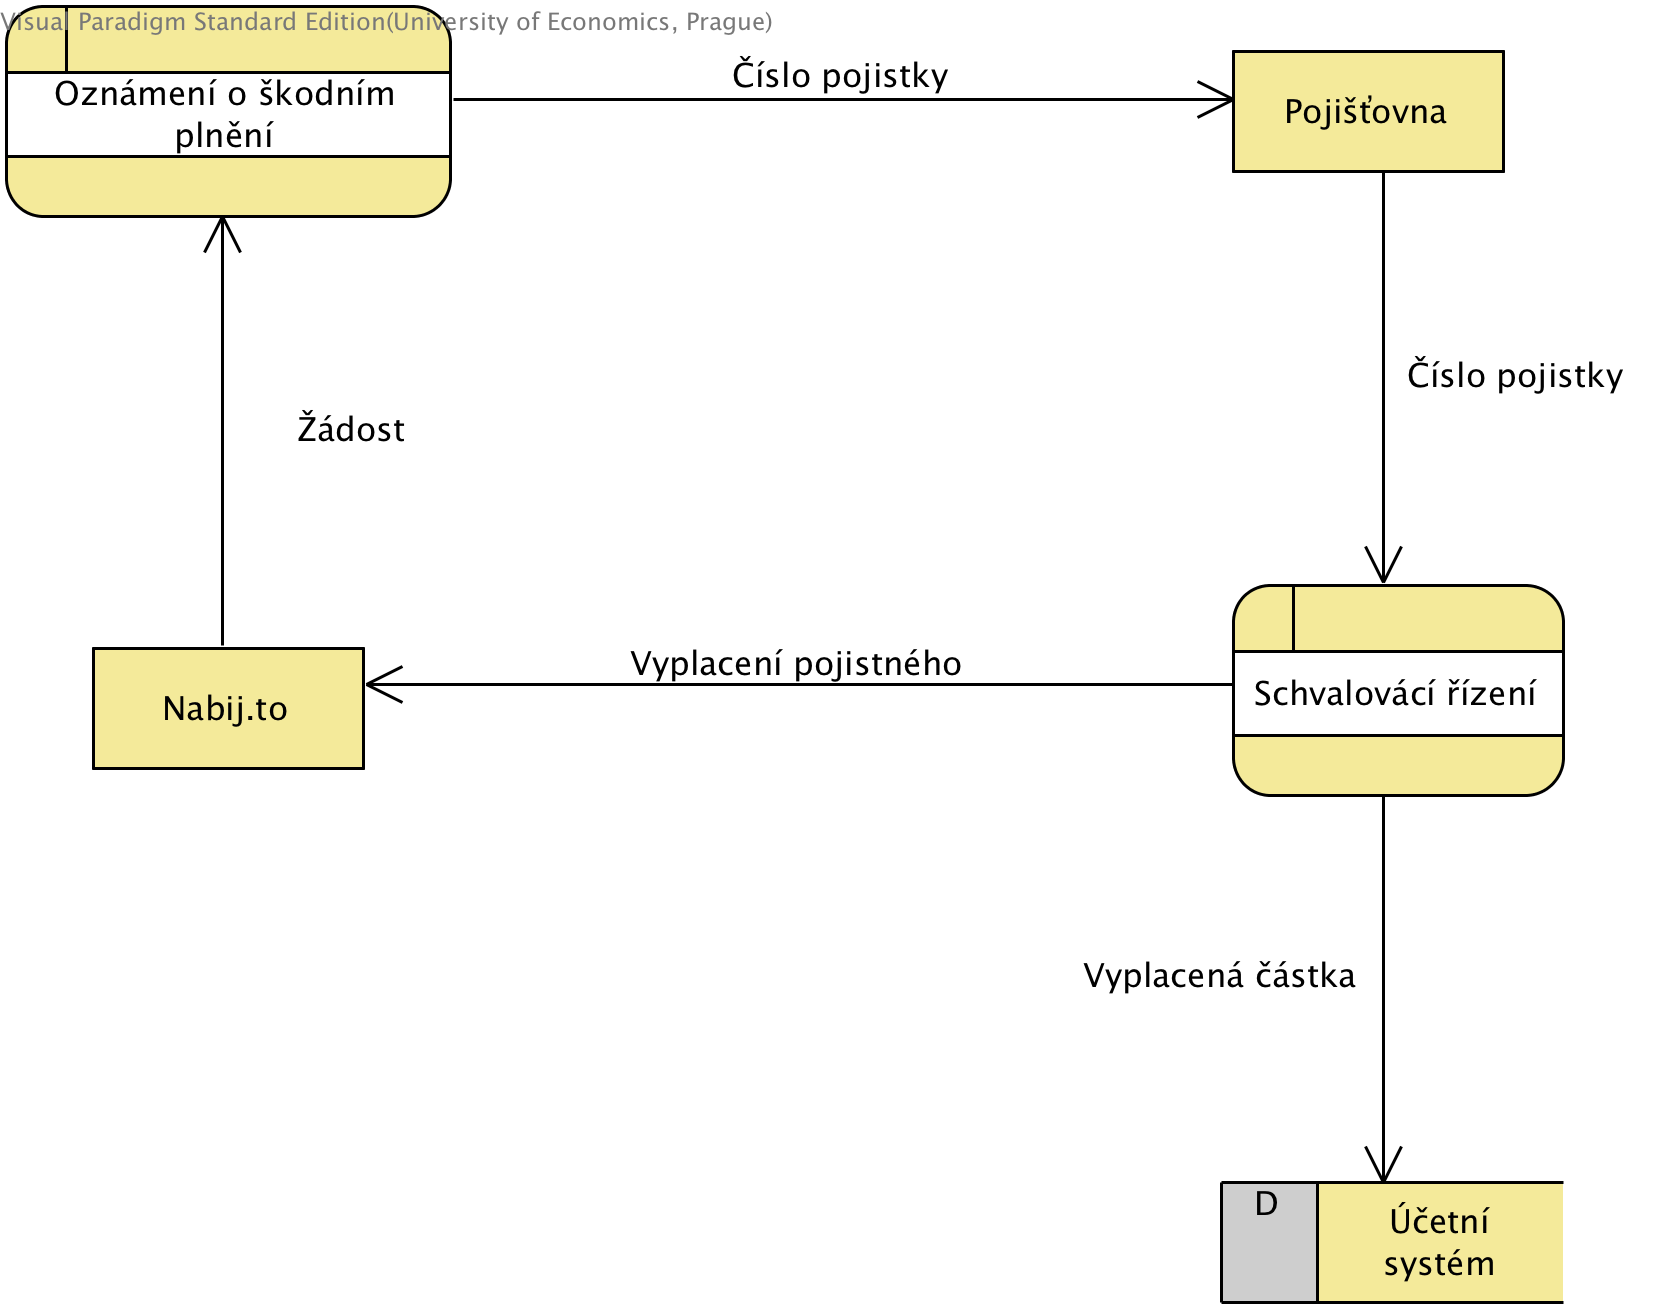 Visual Paradigm Standard Edition(University of Economics, Prague)
Oznámení o škodním
plnění
Číslo pojistky
Pojišťovna
Číslo pojistky
Žádost
Vyplacení pojistného
Nabij.to
Schvalovácí řízení
Vyplacená částka
D
Účetní
systém